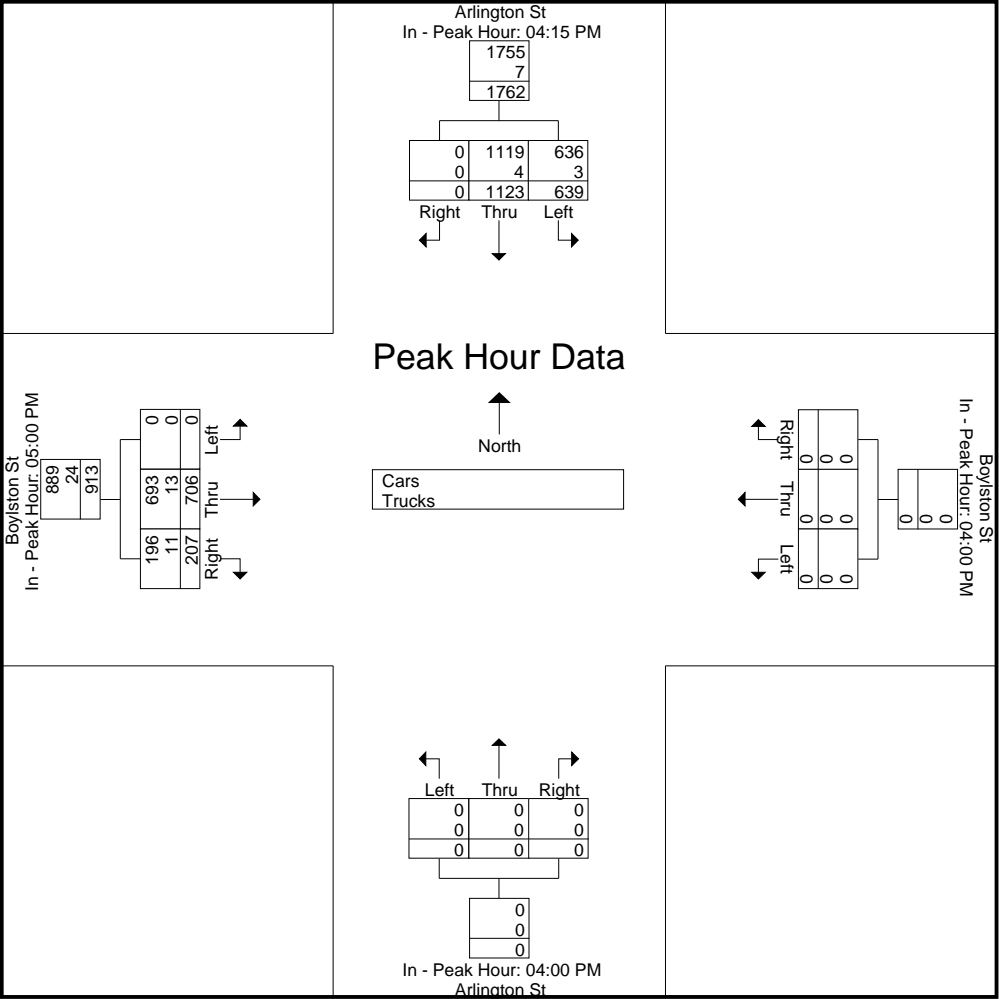 Arlington St
In - Peak Hour: 04:15 PM
1755
7
1762
0 1119 636
0 4 3
0 1123 639
Right Thru Left
Peak Hour Data
North
Cars
Trucks
Boylston St
In - Peak Hour: 05:00 PM
889
24
913
0 0 0
Left
693 13 706
Thru
196 11 207
Right
Right
0 0 0
Thru
0 0 0
Left
0 0 0
0
0
0
In - Peak Hour: 04:00 PM
Boylston St
Left Thru Right
0 0 0
0 0 0
0 0 0
0
0
0
In - Peak Hour: 04:00 PM
Arlington St